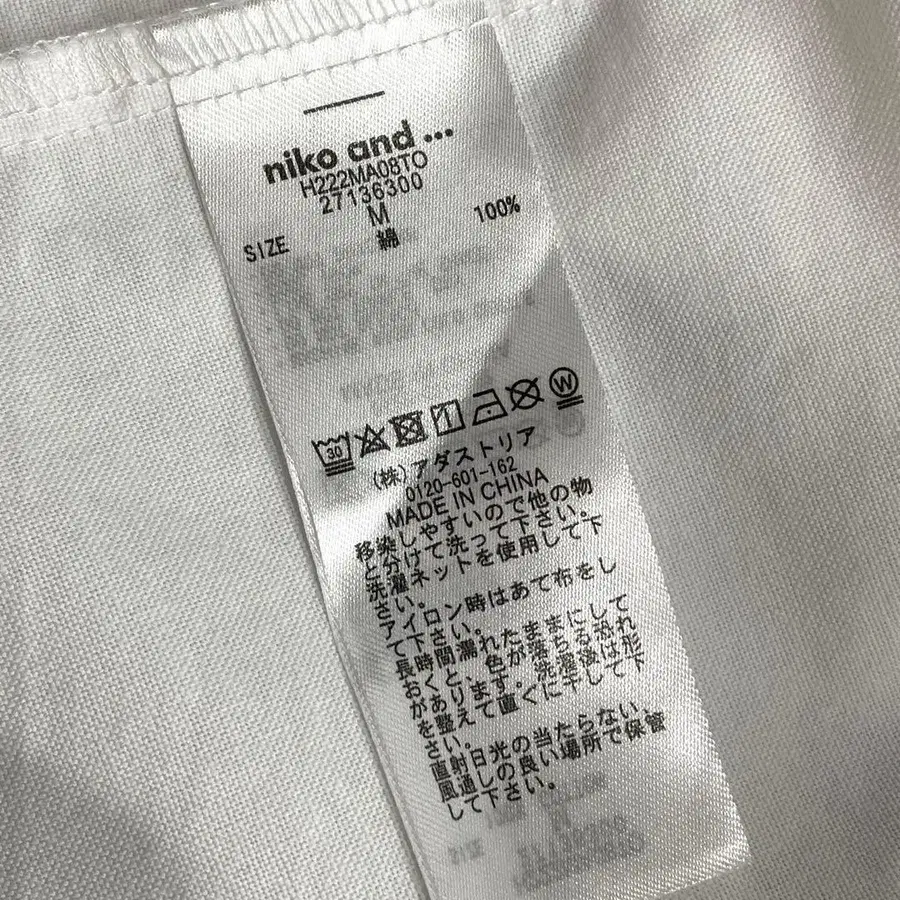 niko and ...
H222MA08TO
27136300
SIZE M
綿 100%
30
W
(株)アダストリア
0120-601-162
MADE IN CHINA
移染しやすいので他の物
と分けて洗って下さい。
洗濯ネットを使用して下
さい。
アイロン時はあて布をし
て下さい。
長時間濡れたままにして
おくと、色が落ちる恐れ
があります。洗濯後は形
を整えて直ぐに干して下
さい。
直射日光の当たらない、
風通しの良い場所で保管
して下さい。